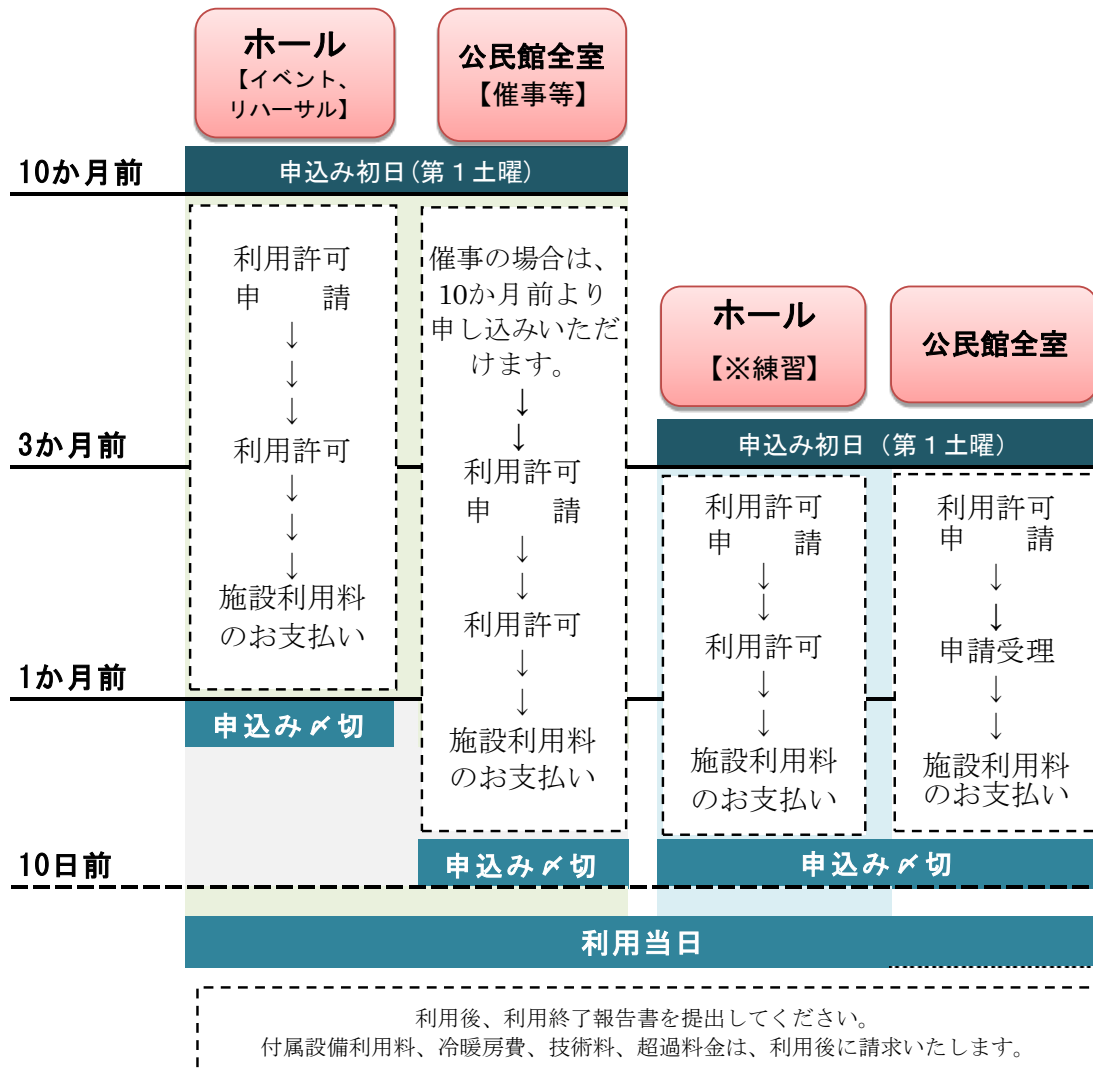 ホール
【イベント、
リハーサル】
公民館全室
【催事等】
10か月前
申込み初日(第１土曜)
利用許可
申　　請
↓
↓
↓
↓
利用許可
↓
↓
↓
↓
施設利用料
のお支払い
催事の場合は、
10か月前より
申し込みいただ
けます。
↓
↓
利用許可
申　　請
↓
↓
利用許可
↓
↓
施設利用料
のお支払い
ホール
【※練習】
公民館全室
3か月前
申込み初日（第１土曜）
利用許可
申　　請
↓
↓
利用許可
↓
↓
施設利用料
のお支払い
利用許可
申　　請
↓
↓
申請受理
↓
↓
施設利用料
のお支払い
1か月前
申込み〆切
10日前
申込み〆切
申込み〆切
利用当日
利用後、利用終了報告書を提出してください。
付属設備利用料、冷暖房費、技術料、超過料金は、利用後に請求いたします。